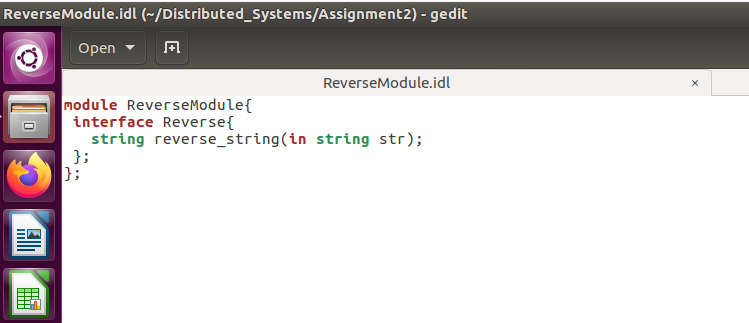 ReverseModule.idl (~/Distributed_Systems/Assignment2) - gedit
Open
ReverseModule.idl ×
module ReverseModule{
 interface Reverse{
   string reverse_string(in string str);
 };
};